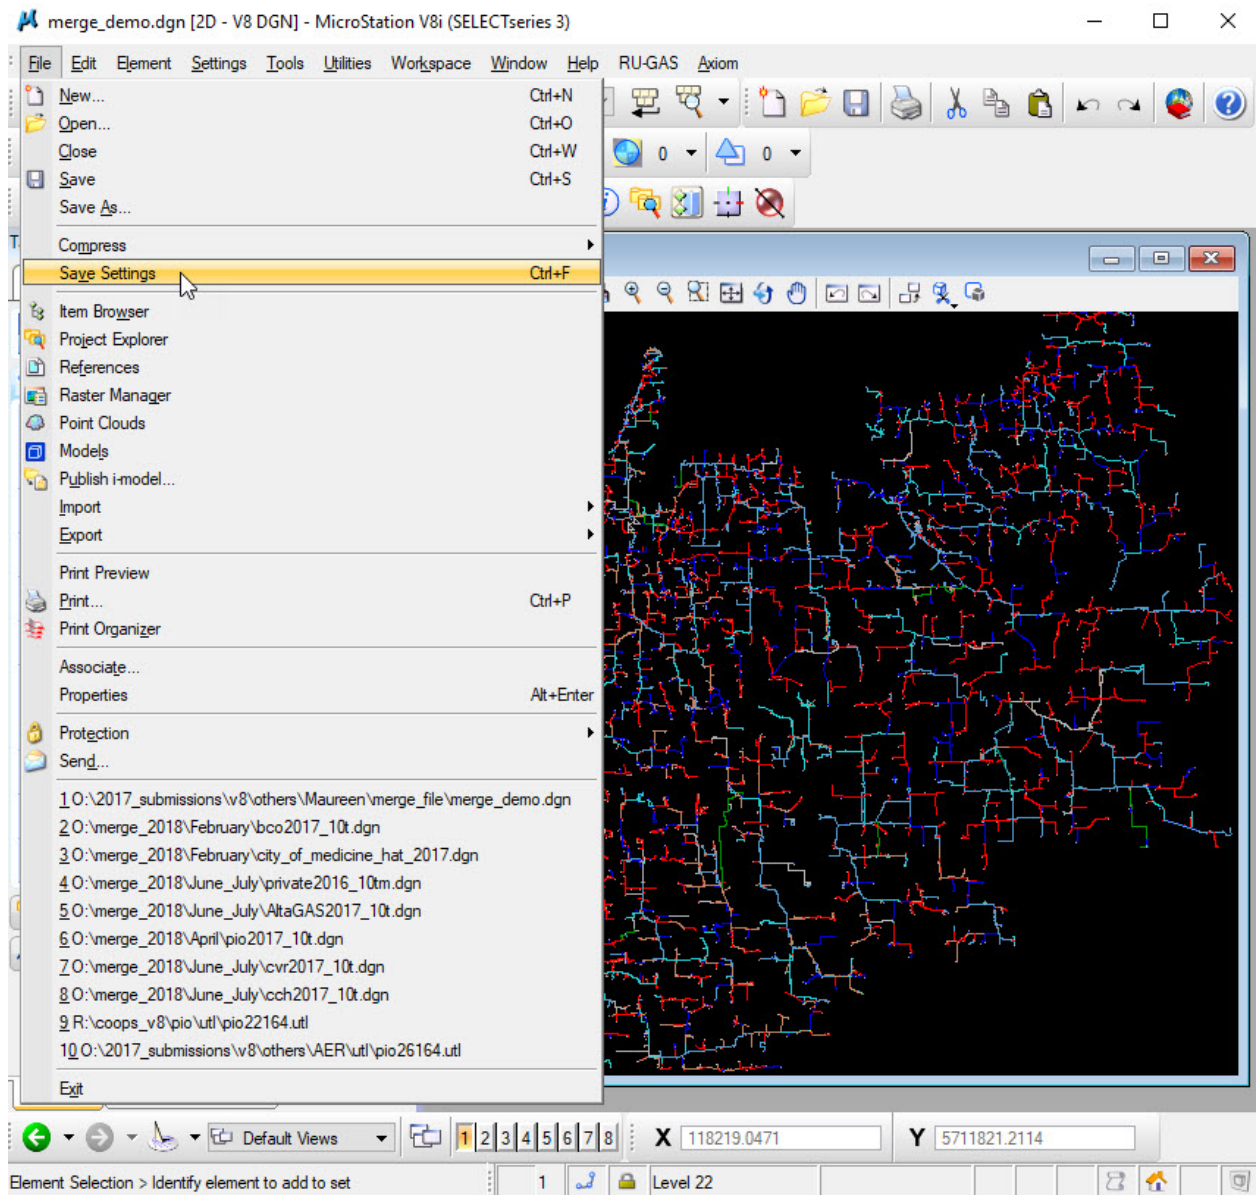 merge_demo.dgn [2D - V8 DGN] - MicroStation V8i (SELECTseries 3)
File Edit Element Settings Tools Utilities Workspace Window Help RU-GAS Axiom
New... Ctrl+N
Open... Ctrl+O
Close Ctrl+W
Save Ctrl+S
Save As...
0 0
Compress
Save Settings Ctrl+F
Item Browser
Project Explorer
References
Raster Manager
Point Clouds
Models
Publish i-model...
Import
Export
Print Preview
Print... Ctrl+P
Print Organizer
Associate...
Properties Alt+Enter
Protection
Send...
1 O:\2017_submissions\v8\others\Maureen\merge_file\merge_demo.dgn
2 O:\merge_2018\February\bco2017_10t.dgn
3 O:\merge_2018\February\city_of_medicine_hat_2017.dgn
4 O:\merge_2018\June_July\private2016_10tm.dgn
5 O:\merge_2018\June_July\AltaGAS2017_10t.dgn
6 O:\merge_2018\April\pio2017_10t.dgn
7 O:\merge_2018\June_July\cvr2017_10t.dgn
8 O:\merge_2018\June_July\cch2017_10t.dgn
9 R:\coops_v8\pio\utl\pio22164.utl
10 O:\2017_submissions\v8\others\AER\utl\pio26164.utl
Exit
Default Views 1 2 3 4 5 6 7 8 X 118219.0471 Y 5711821.2114
Element Selection > Identify element to add to set 1 Level 22